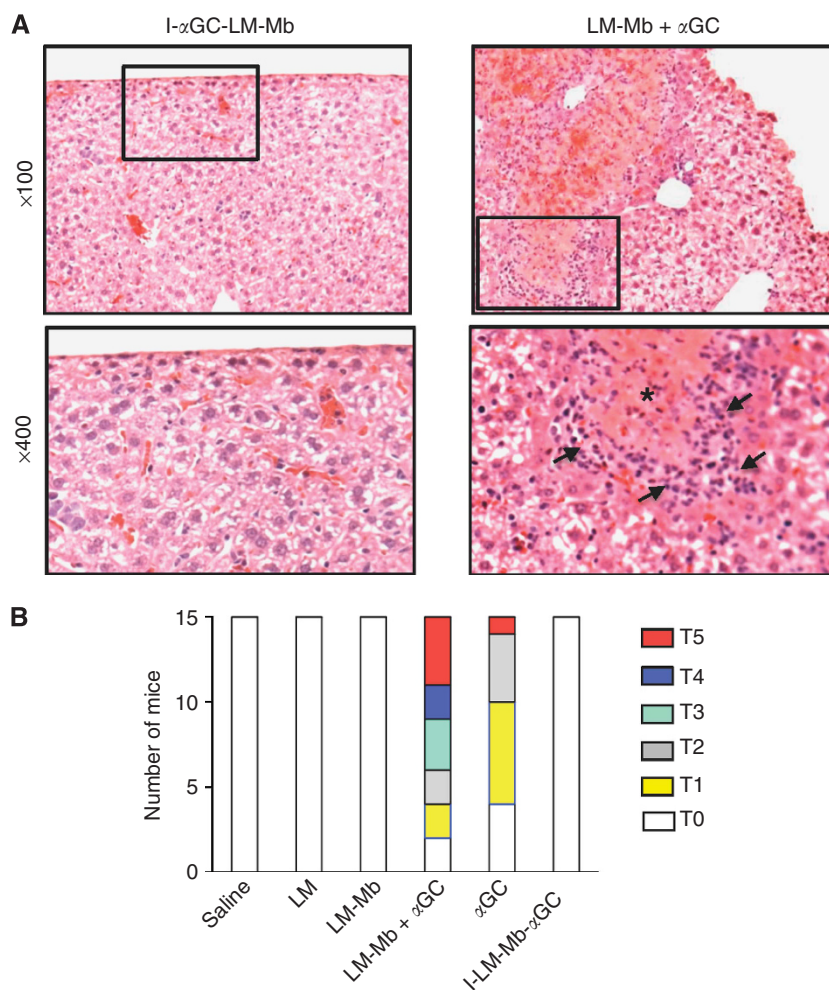 A
I-αGC-LM-Mb
LM-Mb + αGC
×100
×400
*
B
Number of mice
15
10
5
0
Saline
LM
LM-Mb
LM-Mb + αGC
αGC
I-LM-Mb-αGC
T5
T4
T3
T2
T1
T0